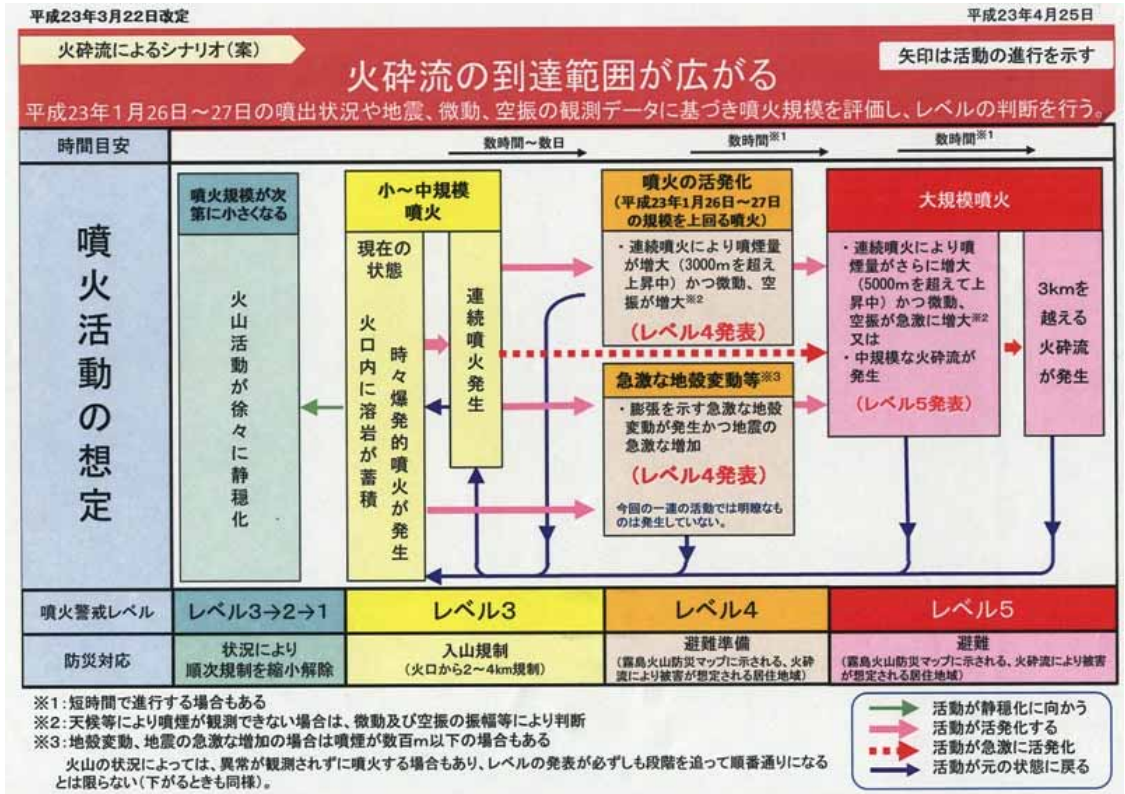 平成23年3月22日改定
平成23年4月25日
火砕流によるシナリオ(案)
矢印は活動の進行を示す
火砕流の到達範囲が広がる
平成23年1月26日～27日の噴出状況や地震、微動、空振の観測データに基づき噴火規模を評価し、レベルの判断を行う。
時間目安
数時間～数日
数時間※1
数時間※1
噴火活動の想定
噴火規模が次
第に小さくなる
火山活動が徐々に静穏化
小～中規模
噴火
現在の
状態
火口内に溶岩が蓄積
時々爆発的噴火が発生
連続噴火発生
噴火の活発化
(平成23年1月26日～27日
の規模を上回る噴火)
・連続噴火により噴煙量
が増大(3000mを超え
上昇中)かつ微動、空
振が増大※2
(レベル4発表)
急激な地殻変動等※3
・膨張を示す急激な地殻
変動が発生かつ地震の
急激な増加
(レベル4発表)
今回の一連の活動では明瞭なも
のは発生していない。
大規模噴火
・連続噴火により噴
煙量がさらに増大
(5000mを超えて上
昇中)かつ微動、
空振が急激に増大※2
又は
・中規模な火砕流が
発生
(レベル5発表)
3kmを
越える
火砕流
が発生
噴火警戒レベル
レベル3→2→1
レベル3
レベル4
レベル5
防災対応
状況により
順次規制を縮小解除
入山規制
(火口から2～4km規制)
避難準備
(霧島火山防災マップに示される、火砕
流により被害が想定される居住地域)
避難
(霧島火山防災マップに示される、火砕流により被害
が想定される居住地域)
※1:短時間で進行する場合もある
※2:天候等により噴煙が観測できない場合は、微動及び空振の振幅等により判断
※3:地殻変動、地震の急激な増加の場合は噴煙が数百m以下の場合もある
火山の状況によっては、異常が観測されずに噴火する場合もあり、レベルの発表が必ずしも段階を追って順番通りになる
とは限らない(下がるときも同様)。
活動が静穏化に向かう
活動が活発化する
活動が急激に活発化
活動が元の状態に戻る